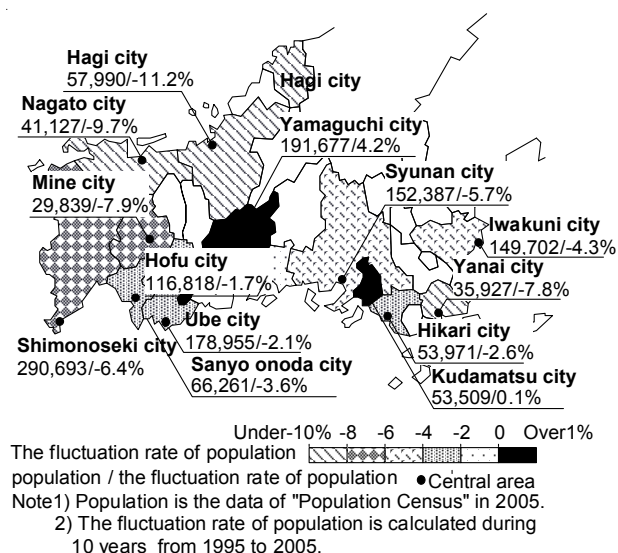 Hagi city
57,990/-11.2%
Hagi city
Nagato city
41,127/-9.7%
Yamaguchi city
191,677/4.2%
Syunan city
152,387/-5.7%
Mine city
29,839/-7.9%
Iwakuni city
149,702/-4.3%
Hofu city
116,818/-1.7%
Yanai city
35,927/-7.8%
Ube city
178,955/-2.1%
Hikari city
53,971/-2.6%
Shimonoseki city
290,693/-6.4%
Sanyo onoda city
66,261/-3.6%
Kudamatsu city
53,509/0.1%
Under-10% -8 -6 -4 -2 0 Over1%
The fluctuation rate of population
population / the fluctuation rate of population ●Central area
Note1) Population is the data of "Population Census" in 2005.
2) The fluctuation rate of population is calculated during
10 years from 1995 to 2005.